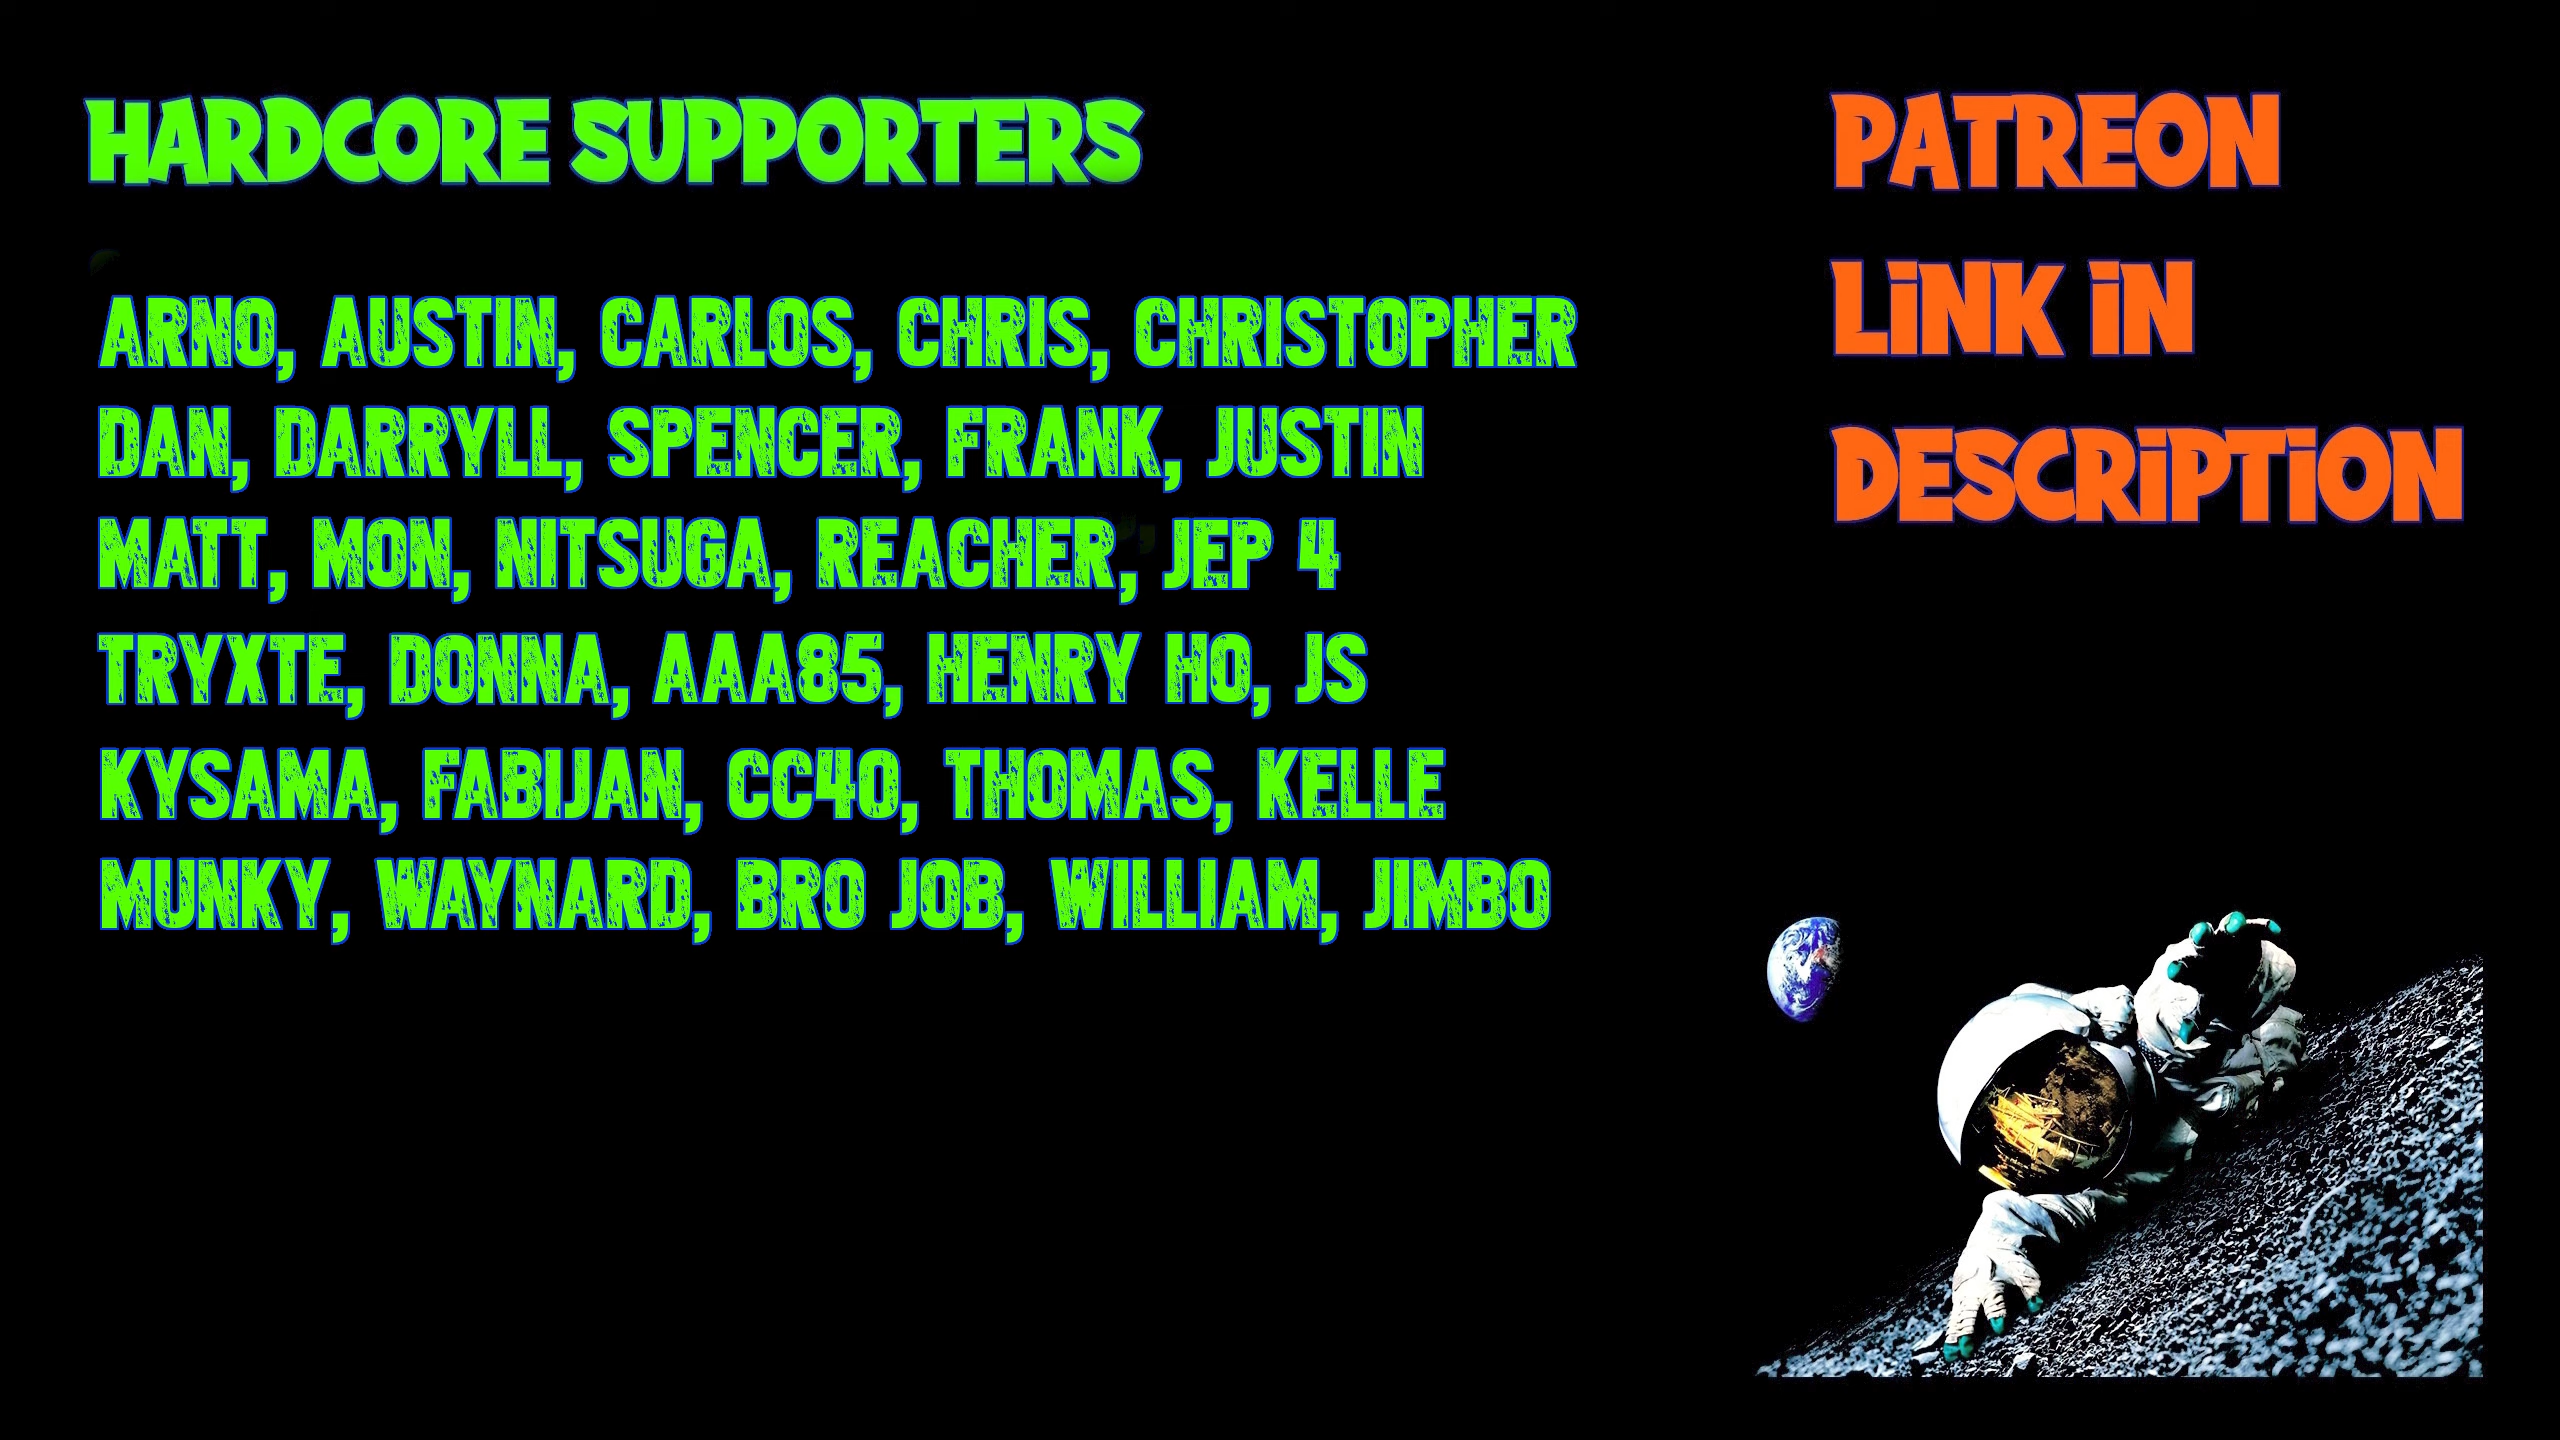 HARDCORE SUPPORTERS
ARNO, AUSTIN, CARLOS, CHRIS, CHRISTOPHER
DAN, DARRYLL, SPENCER, FRANK, JUSTIN
MATT, MON, NITSUGA, REACHER, JEP 4
TRYXTE, DONNA, AAA85, HENRY HO, JS
KYSAMA, FABIJAN, CC40, THOMAS, KELLE
MUNKY, WAYNARD, BRO JOB, WILLIAM, JIMBO
PATREON
LiNK iN
DESCRiPTiON